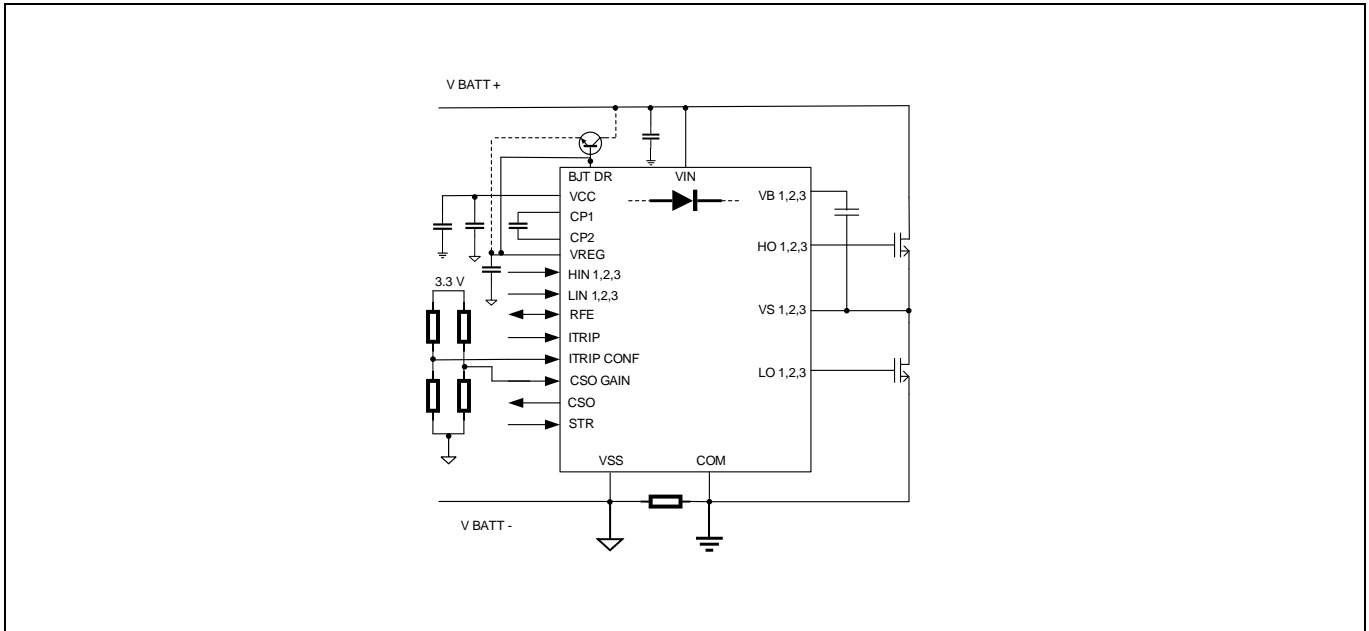 V BATT +
BJT DR
VIN
VCC
VB 1,2,3
CP1
CP2
HO 1,2,3
VREG
HIN 1,2,3
3.3 V
LIN 1,2,3
VS 1,2,3
RFE
ITRIP
ITRIP CONF
LO 1,2,3
CSO GAIN
CSO
STR
VSS
COM
V BATT -